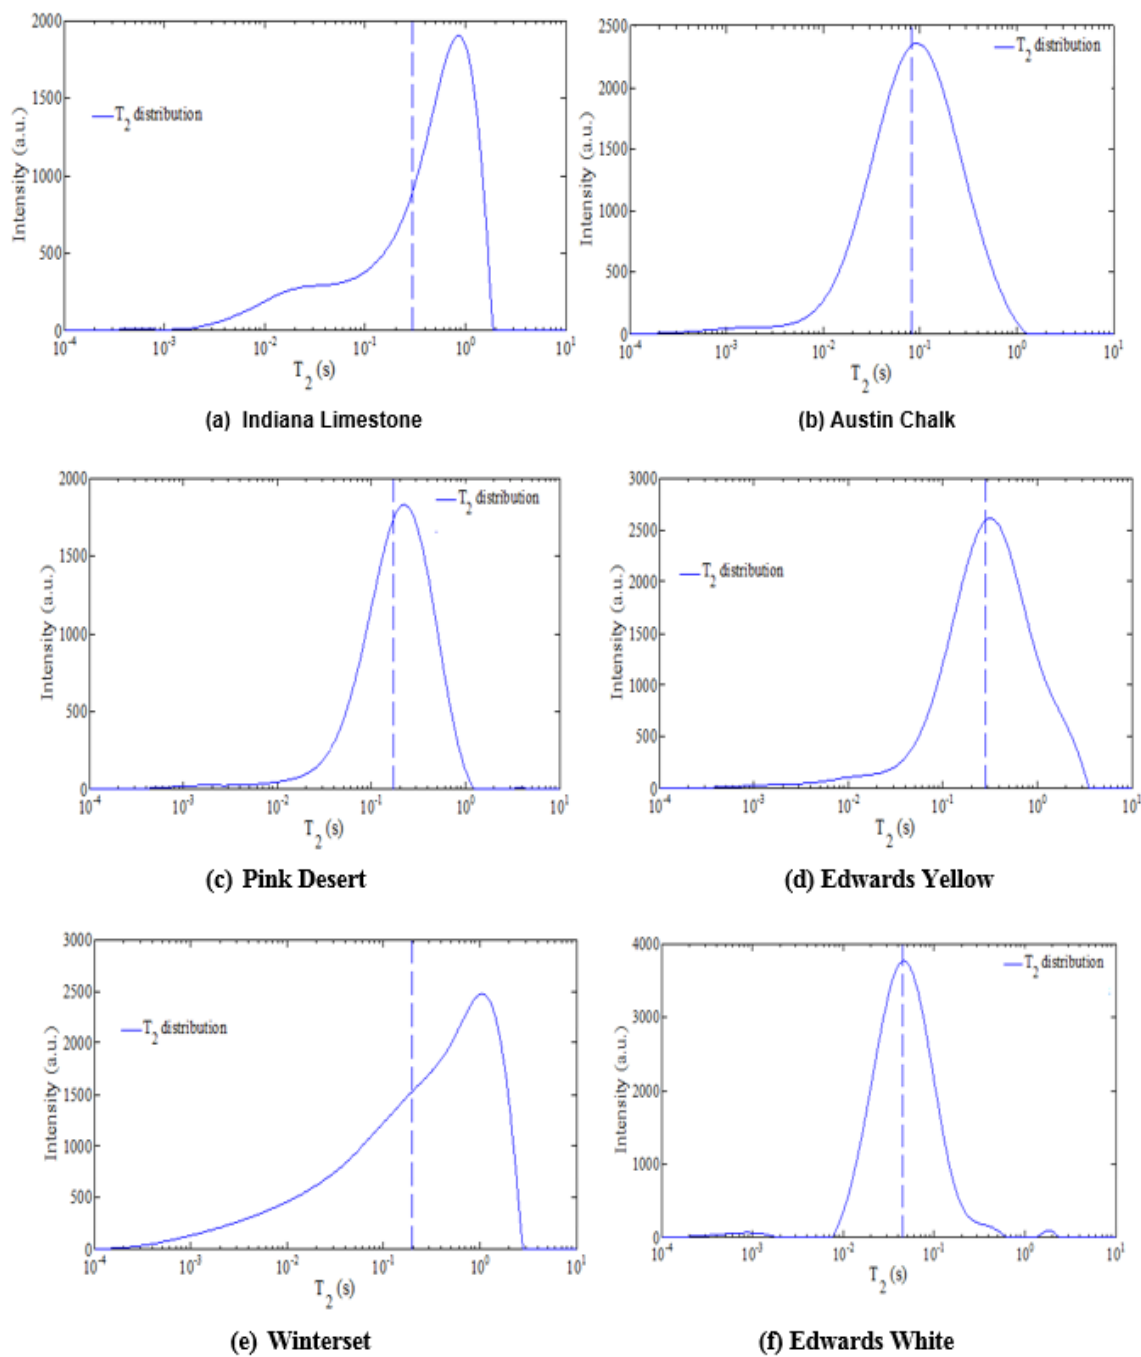 2000
1500
1000
500
0
Intensity (a.u.)
T2 distribution
10-4 10-3 10-2 10-1 100 101
T2 (s)
(a) Indiana Limestone
2500
2000
1500
1000
500
0
Intensity (a.u.)
T2 distribution
10-4 10-2 10-1 100 101
T2 (s)
(b) Austin Chalk
2000
1500
1000
500
0
Intensity (a.u.)
T2 distribution
10-4 10-3 10-2 10-1 100 101
T2 (s)
(c) Pink Desert
3000
2500
2000
1500
1000
500
0
Intensity (a.u.)
T2 distribution
10-4 10-3 10-2 10-1 100 101
T2 (s)
(d) Edwards Yellow
3000
2500
2000
1500
1000
500
0
Intensity (a.u.)
T2 distribution
10-4 10-3 10-2 10-1 100 101
T2 (s)
(e) Winterset
4000
3000
2000
1000
0
Intensity (a.u.)
T2 distribution
10-4 10-3 10-2 10-1 100 101
T2 (s)
(f) Edwards White